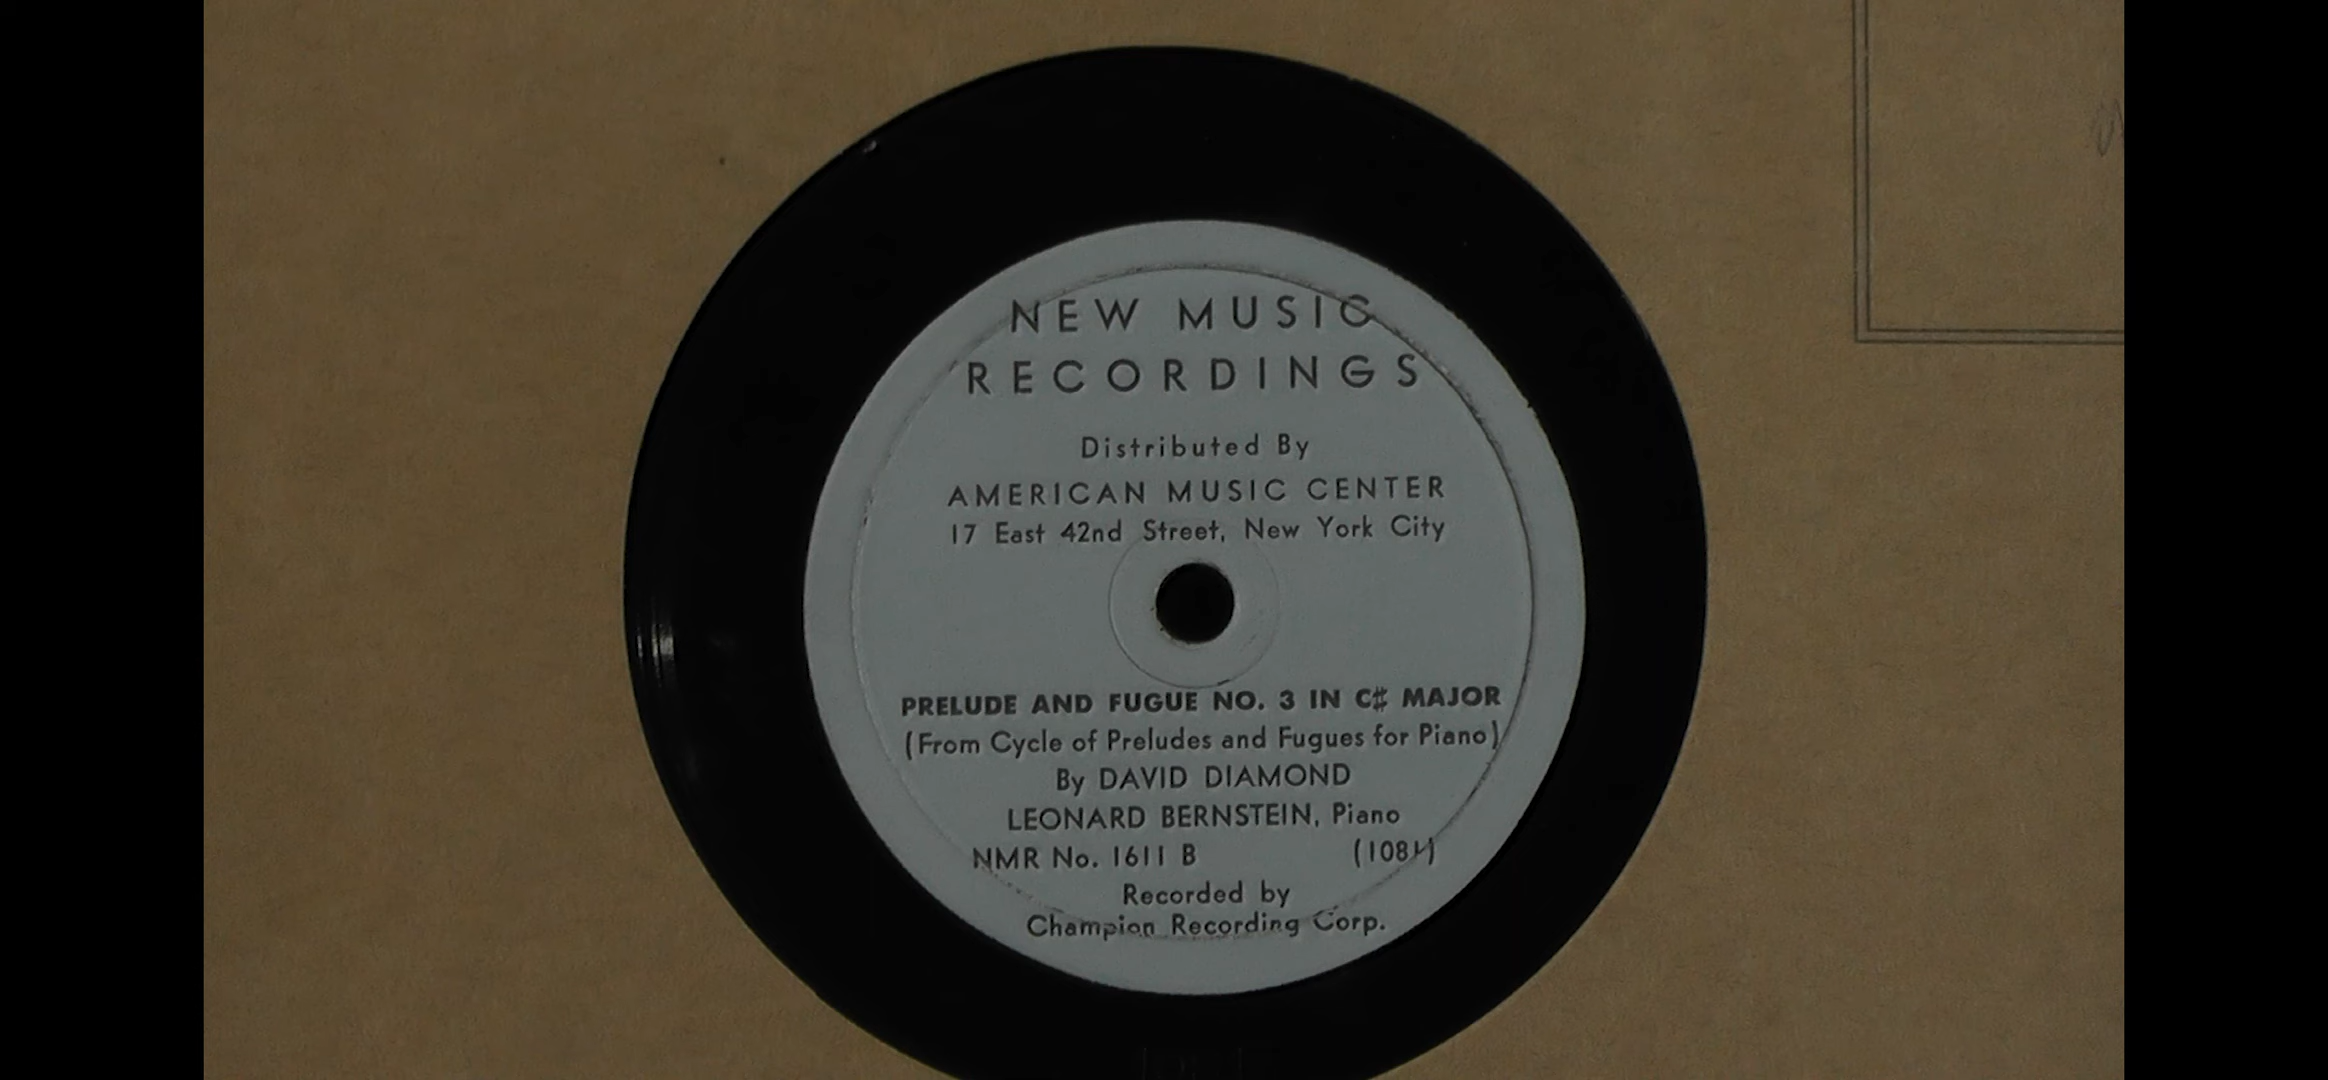 NEW MUSIC
RECORDINGS
Distributed By
AMERICAN MUSIC CENTER
17 East 42nd Street, New York City
PRELUDE AND FUGUE NO. 3 IN C♯ MAJOR
(From Cycle of Preludes and Fugues for Piano)
By DAVID DIAMOND
LEONARD BERNSTEIN, Piano
NMR No. 1611 B
Recorded by
Champion Recording Corp.